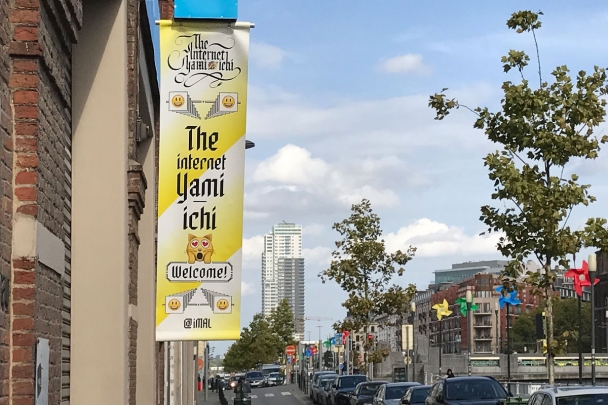 The
Internet
Yami-ichi
The
internet
Yami
-
ichi
Welcome!
@iMAL